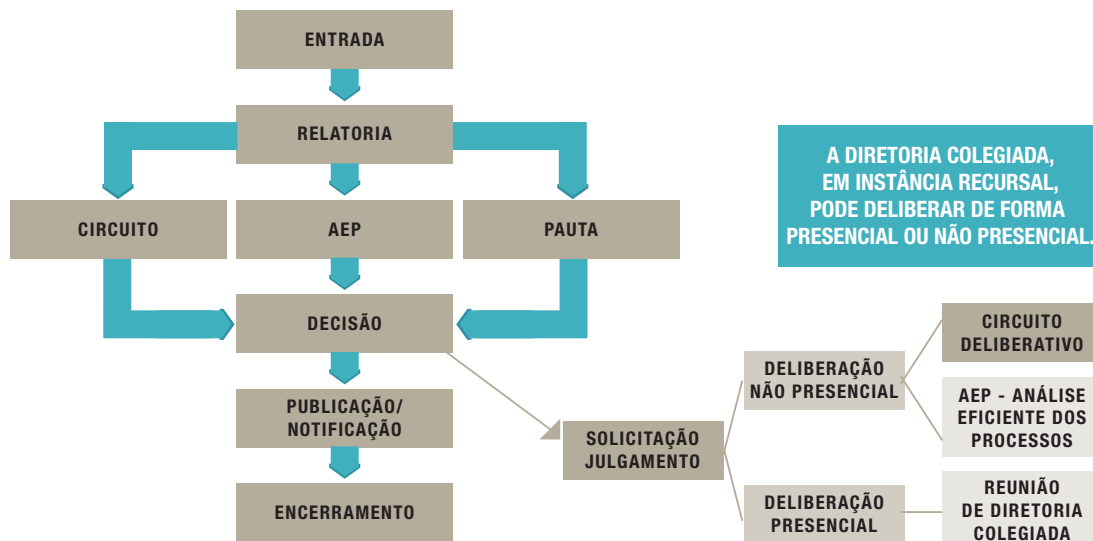 ENTRADA
RELATORIA
CIRCUITO
AEP
PAUTA
DECISÃO
PUBLICAÇÃO/
NOTIFICAÇÃO
ENCERRAMENTO
A DIRETORIA COLEGIADA,
EM INSTÂNCIA RECURSAL,
PODE DELIBERAR DE FORMA
PRESENCIAL OU NÃO PRESENCIAL.
SOLICITAÇÃO
JULGAMENTO
DELIBERAÇÃO
NÃO PRESENCIAL
CIRCUITO
DELIBERATIVO
AEP - ANÁLISE
EFICIENTE DOS
PROCESSOS
DELIBERAÇÃO
PRESENCIAL
REUNIÃO
DE DIRETORIA
COLEGIADA